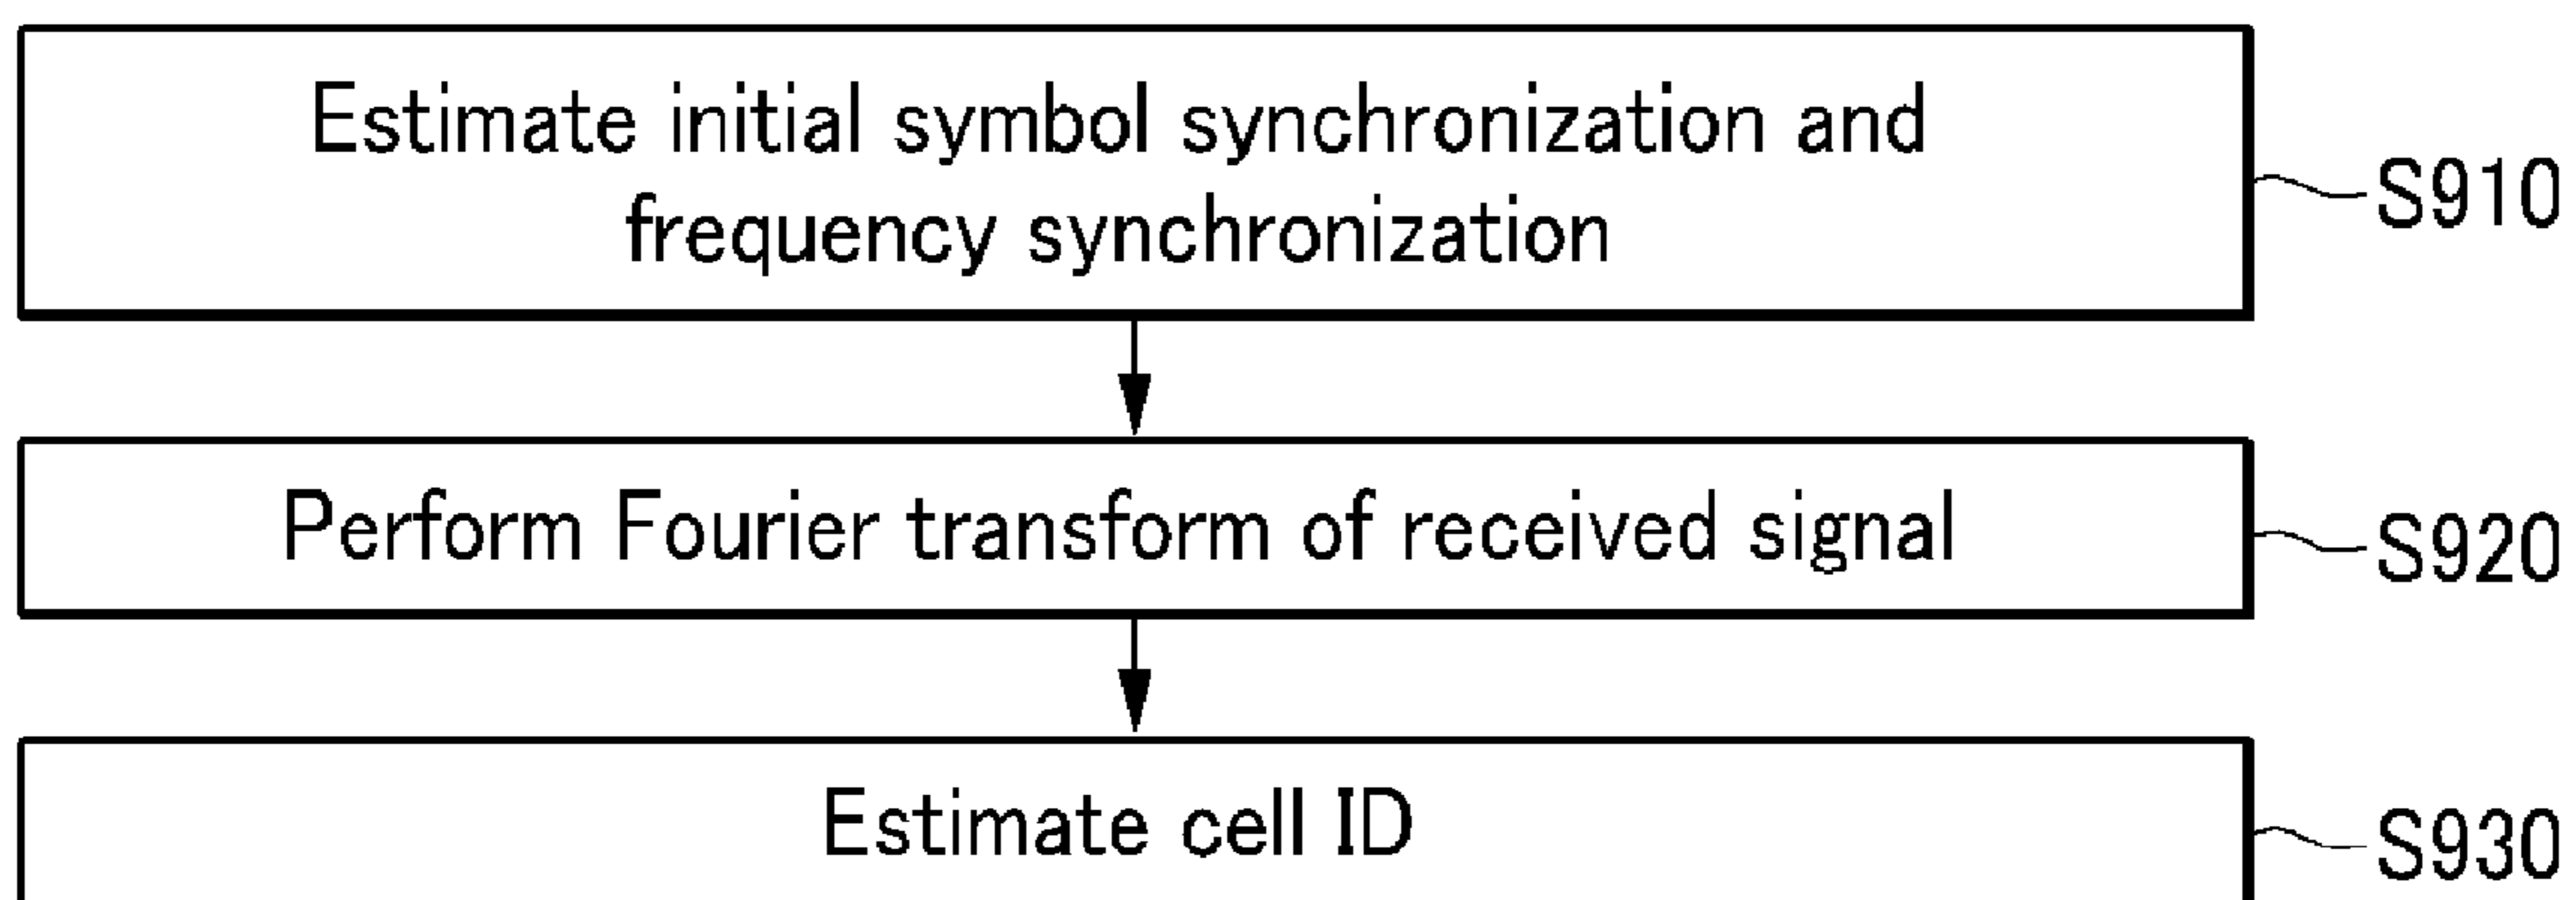 Estimate initial symbol synchronization and
frequency synchronization
S910
Perform Fourier transform of received signal
S920
Estimate cell ID
S930